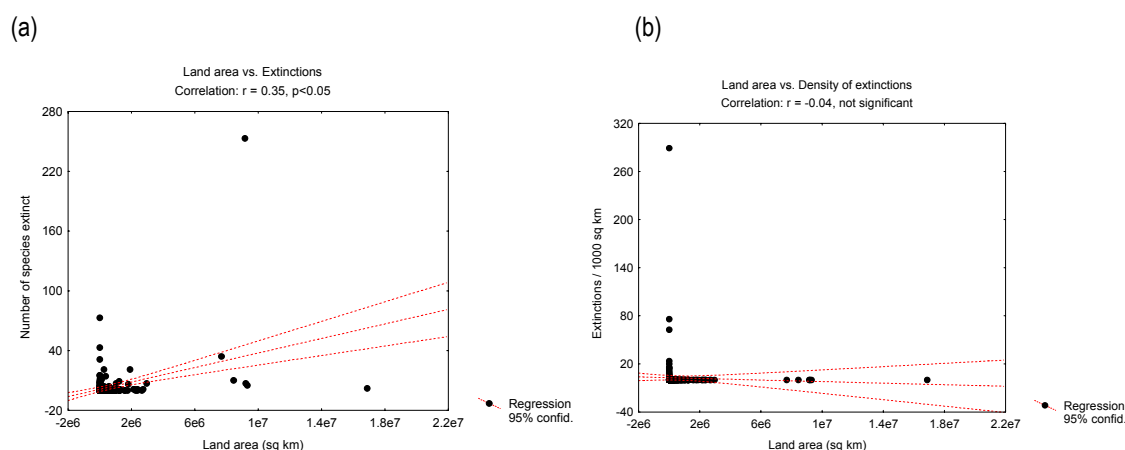 (a)
Land area vs. Extinctions
Correlation: r = 0.35, p<0.05
280
220
160
100
40
-20
Number of species extinct
-2e6 2e6 6e6 1e7 1.4e7 1.8e7 2.2e7
Land area (sq km)
Regression
95% confid.
(b)
Land area vs. Density of extinctions
Correlation: r = -0.04, not significant
320
260
200
140
80
20
-40
Extinctions / 1000 sq km
-2e6 2e6 6e6 1e7 1.4e7 1.8e7 2.2e7
Land area (sq km)
Regression
95% confid.